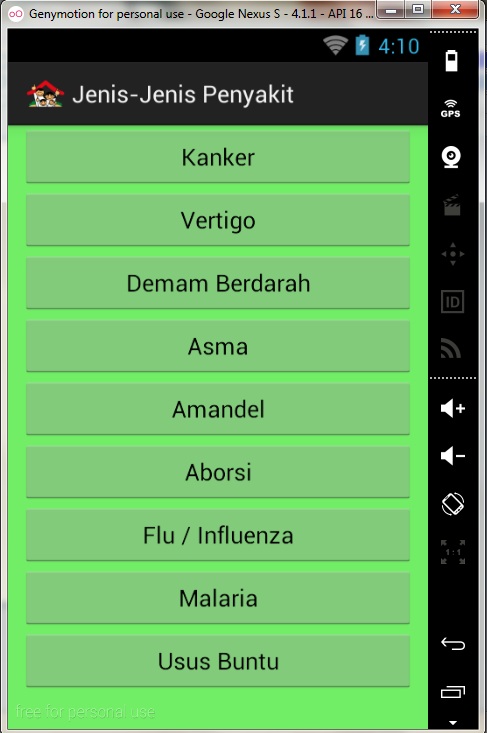 Genymotion for personal use - Google Nexus S - 4.1.1 - API 16 ...
4:10
Jenis-Jenis Penyakit
GPS
Kanker
Vertigo
Demam Berdarah
ID
Asma
Amandel
Aborsi
Flu / Influenza
1:1
Malaria
Usus Buntu
free for personal use